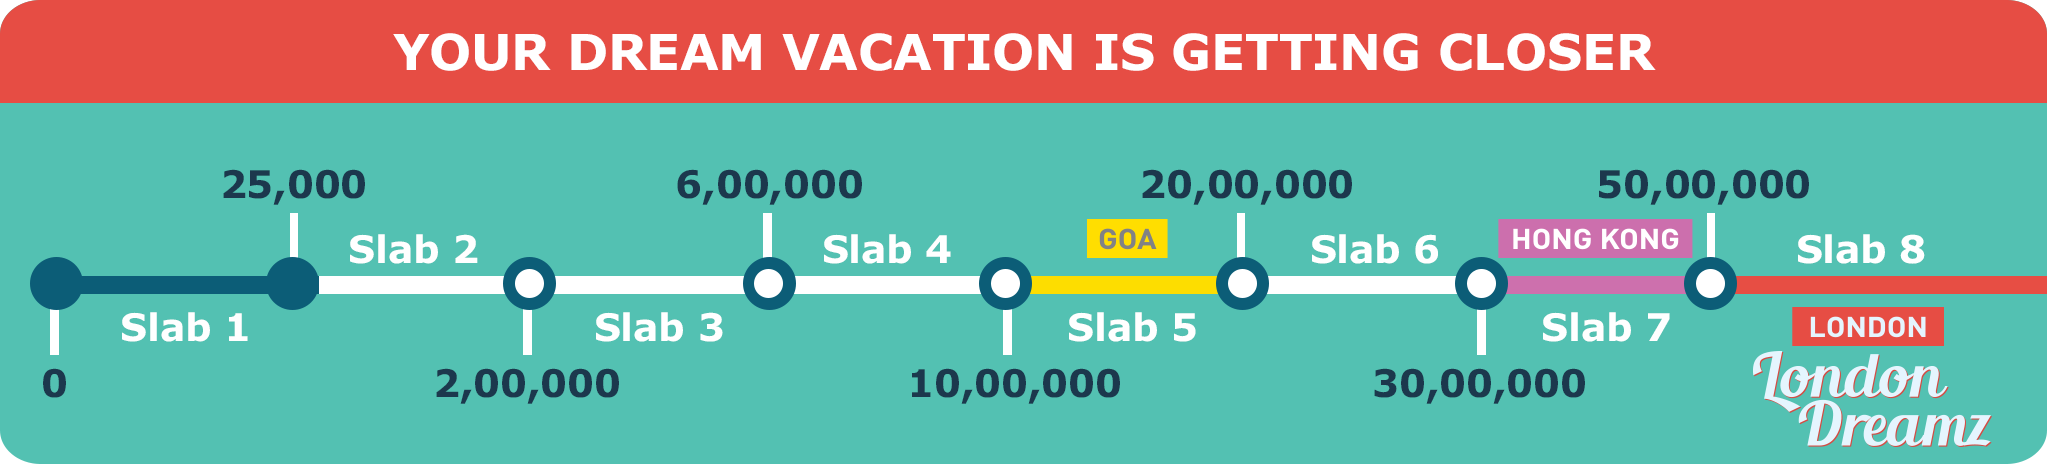 YOUR DREAM VACATION IS GETTING CLOSER
25,000
6,00,000
20,00,000
50,00,000
GOA
HONG KONG
Slab 2
Slab 4
Slab 6
Slab 8
Slab 1
Slab 3
Slab 5
Slab 7
LONDON
0
2,00,000
10,00,000
30,00,000
London
Dreamz